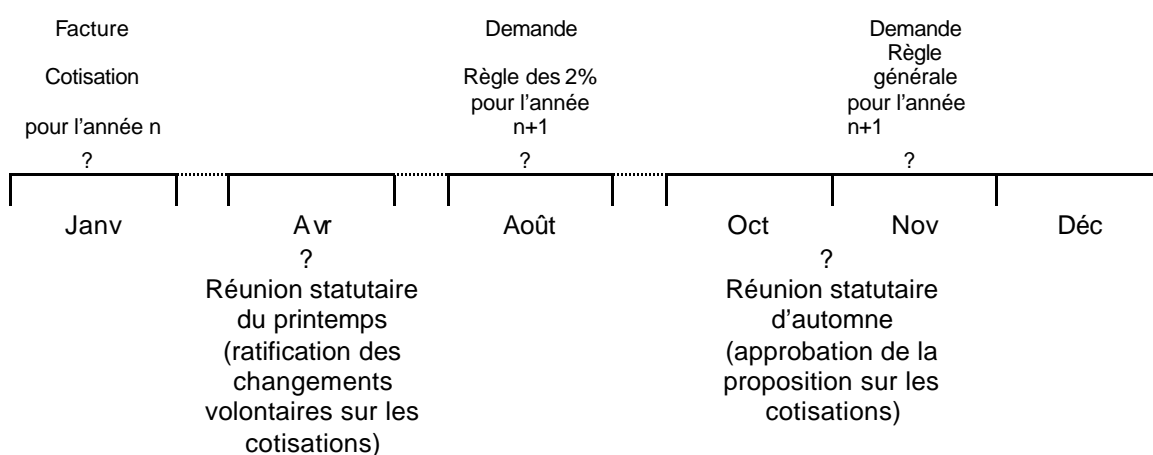 Facture
Cotisation
pour l'année n
?
Demande
Règle des 2%
pour l'année
n+1
?
Demande
Règle
générale
pour l'année
n+1
?
Janv
Avr
Août
Oct
Nov
Déc
?
Réunion statutaire
du printemps
(ratification des
changements
volontaires sur les
cotisations)
?
Réunion statutaire
d'automne
(approbation de la
proposition sur les
cotisations)